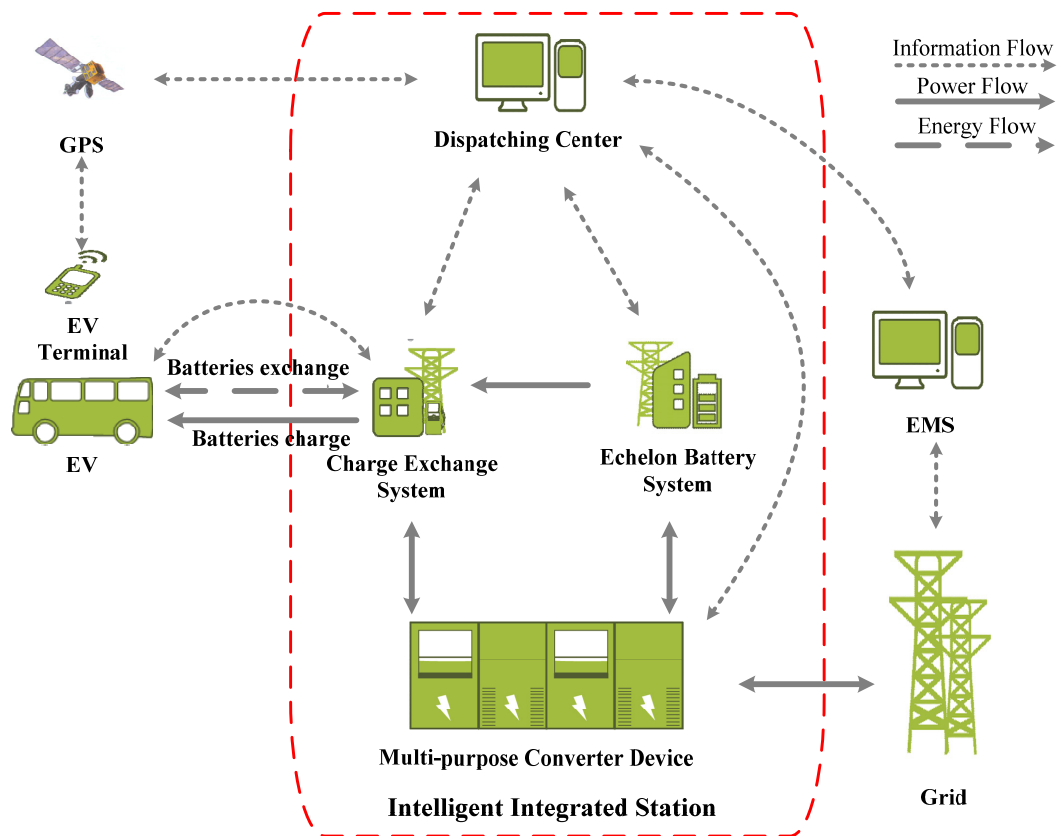 Information Flow
Power Flow
Energy Flow
GPS
Dispatching Center
EV
Terminal
Batteries exchange
Batteries charge
EV
Charge Exchange
System
Echelon Battery
System
EMS
Multi-purpose Converter Device
Intelligent Integrated Station
Grid